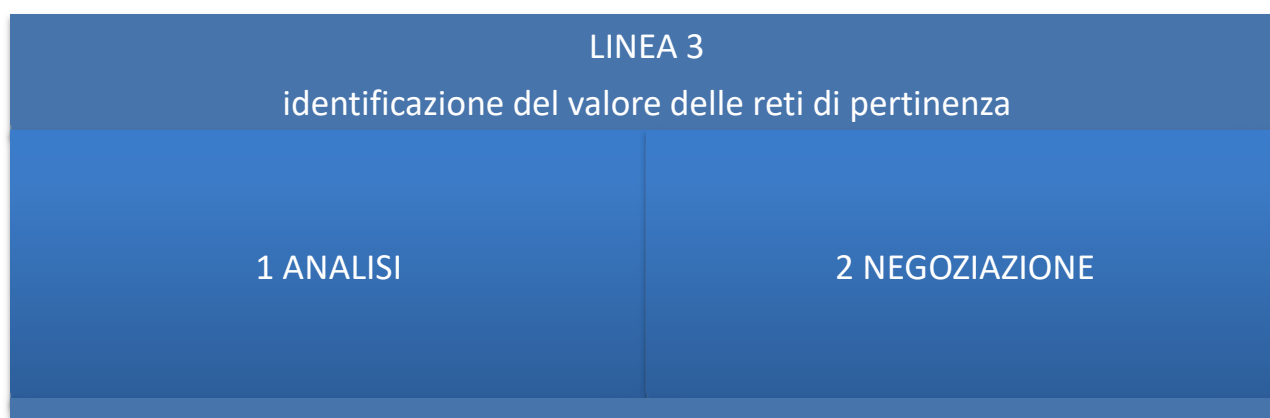 LINEA 3
identificazione del valore delle reti di pertinenza
1 ANALISI
2 NEGOZIAZIONE